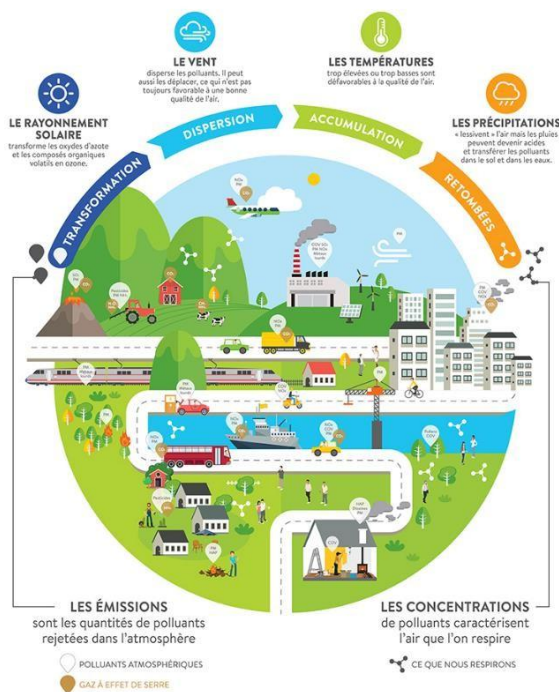 LE VENT
disperse les polluants. Il peut
aussi les déplacer, ce qui n'est pas
toujours favorable à une bonne
qualité de l'air.
LES TEMPÉRATURES
trop élevées ou trop basses sont
défavorables à la qualité de l'air.
LE RAYONNEMENT
SOLAIRE
transforme les oxydes d'azote
et les composés organiques
volatils en ozone.
LES PRÉCIPITATIONS
« lessivent » l'air mais les pluies
peuvent devenir acides
et transférer les polluants
dans le sol et dans les eaux.
TRANSFORMATION
DISPERSION
ACCUMULATION
RETOMBÉES
LES ÉMISSIONS
sont les quantités de polluants
rejetées dans l'atmosphère
POLLUANTS ATMOSPHÉRIQUES
GAZ À EFFET DE SERRE
LES CONCENTRATIONS
de polluants caractérisent
l'air que l'on respire
CE QUE NOUS RESPIRONS